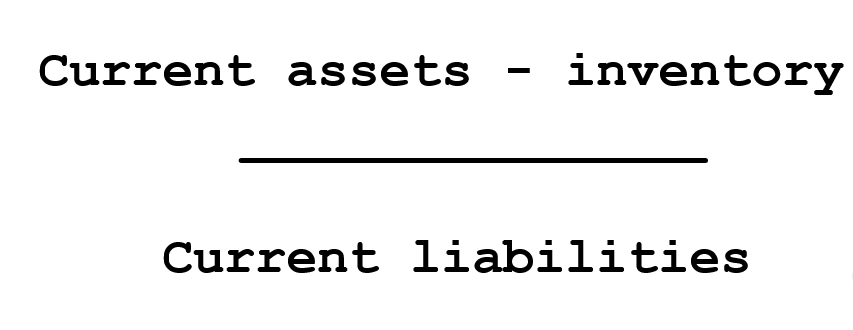 Current assets - inventory
Current liabilities